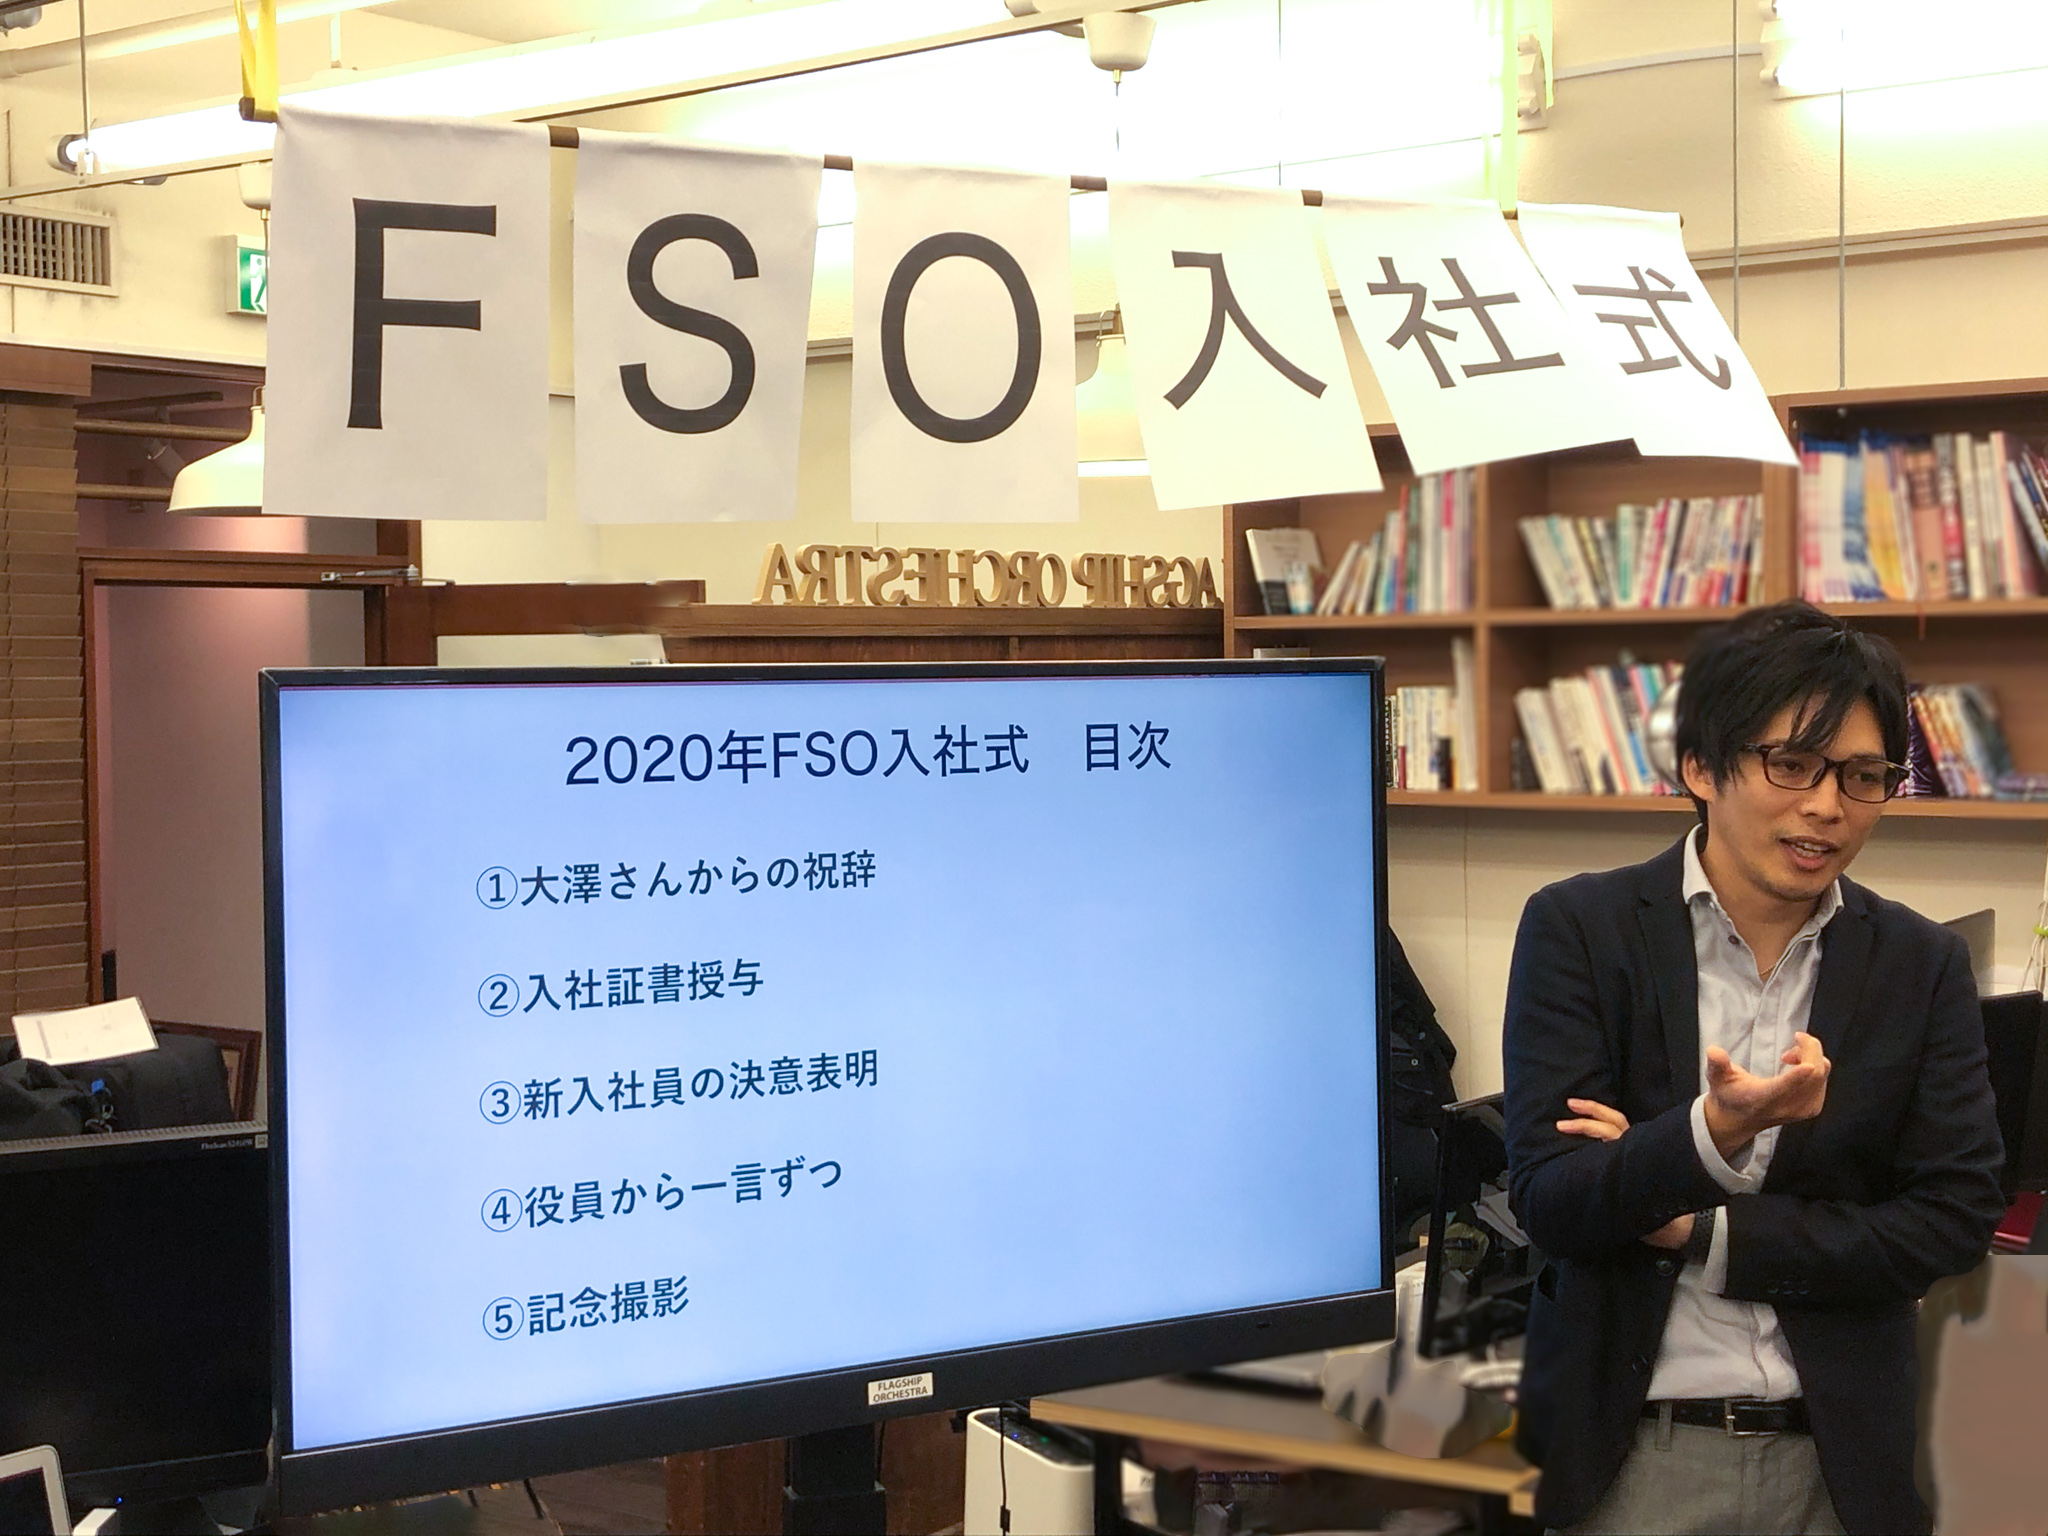 FSO入社式
AGSHIP ORCHESTRA
2020年FSO入社式　目次
①大澤さんからの祝辞
②入社証書授与
③新入社員の決意表明
④役員から一言ずつ
⑤記念撮影
FLAGSHIP
ORCHESTRA